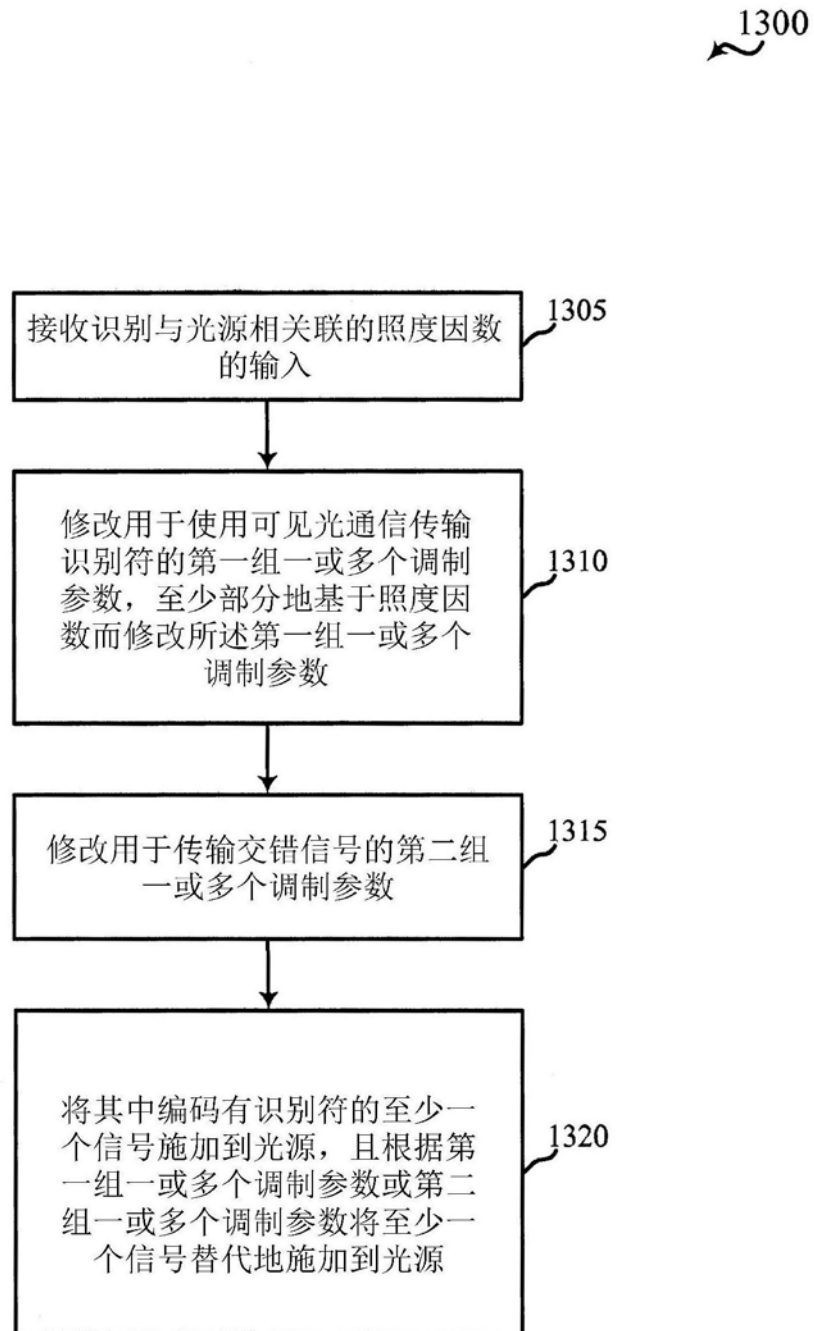 1300
接收识别与光源相关联的照度因数
的输入
1305
修改用于使用可见光通信传输
识别符的第一组一或多个调制
参数，至少部分地基于照度因
数而修改所述第一组一或多个
调制参数
1310
修改用于传输交错信号的第二组
一或多个调制参数
1315
将其中编码有识别符的至少一
个信号施加到光源，且根据第
一组一或多个调制参数或第二
组一或多个调制参数将至少一
个信号替代地施加到光源
1320